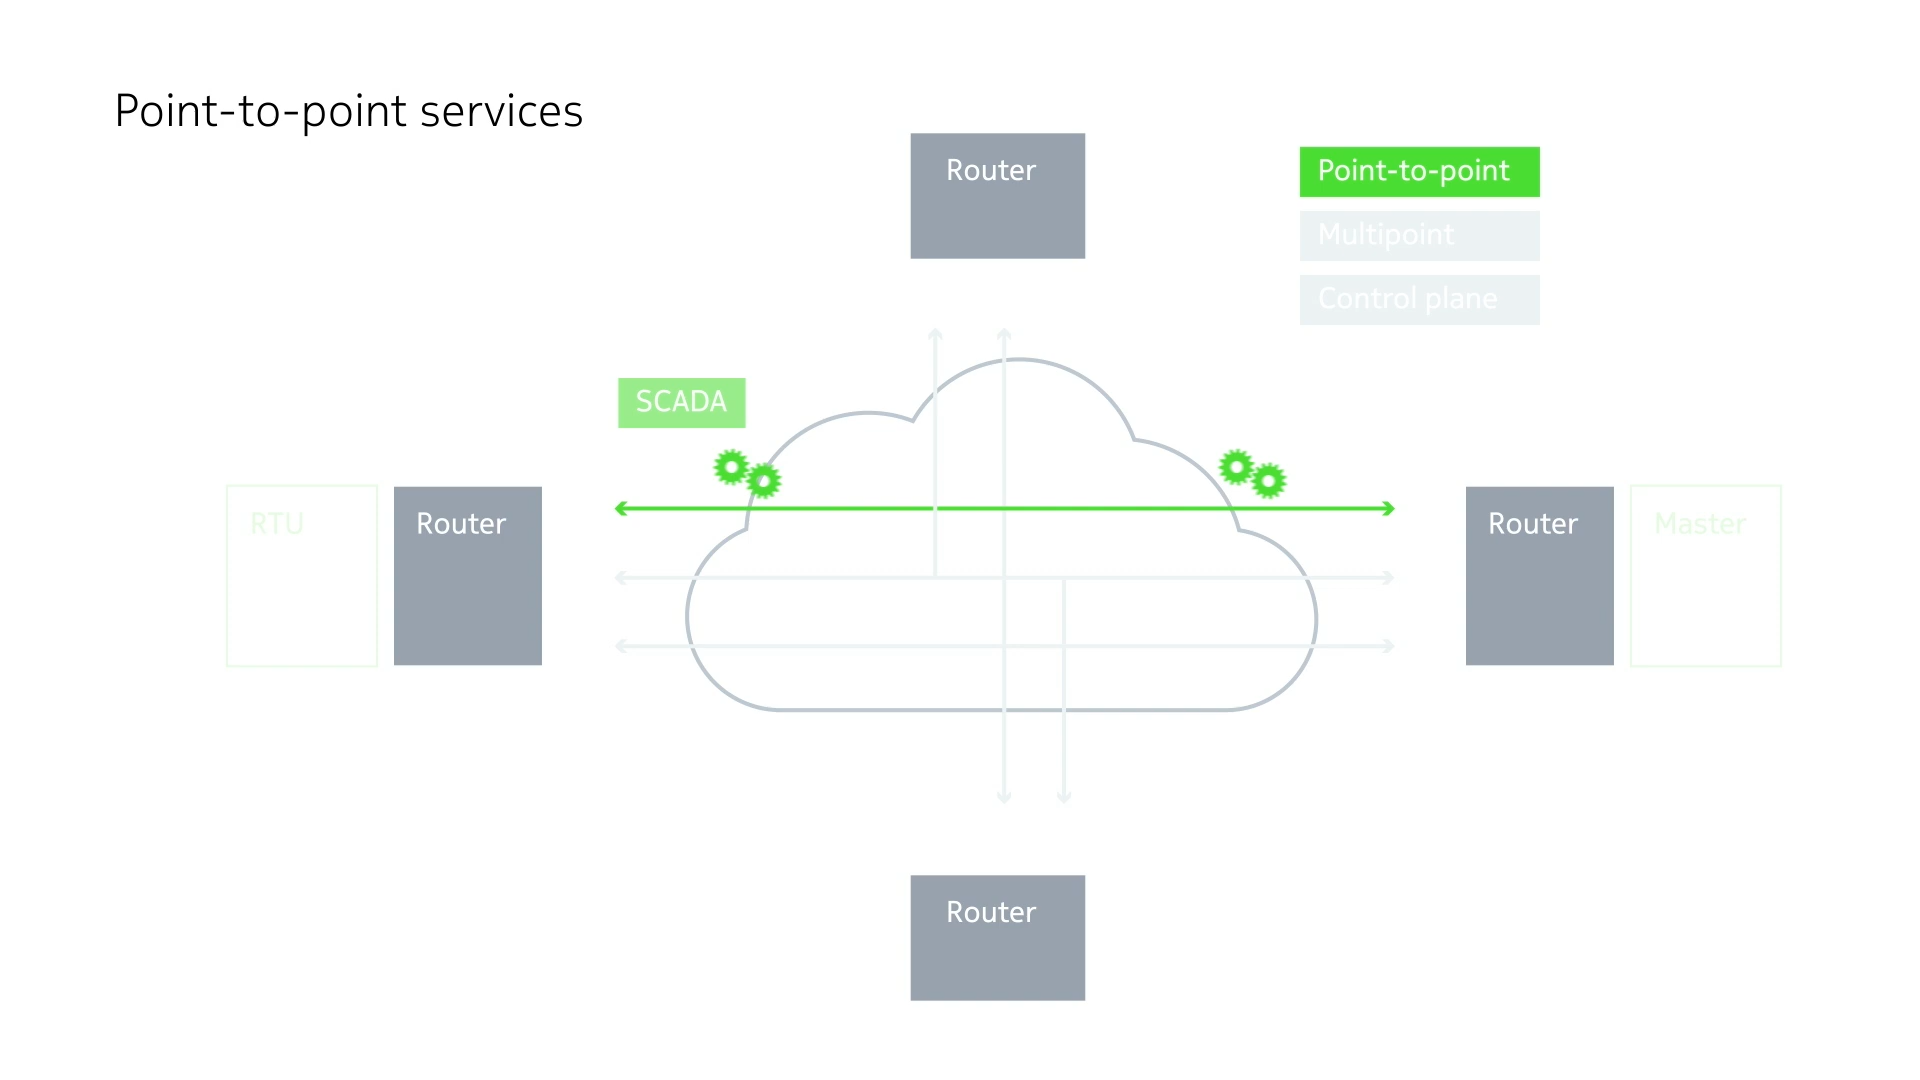 Point-to-point services
Router
Point-to-point
Multipoint
Control plane
SCADA
RTU
Router
Router
Master
Router